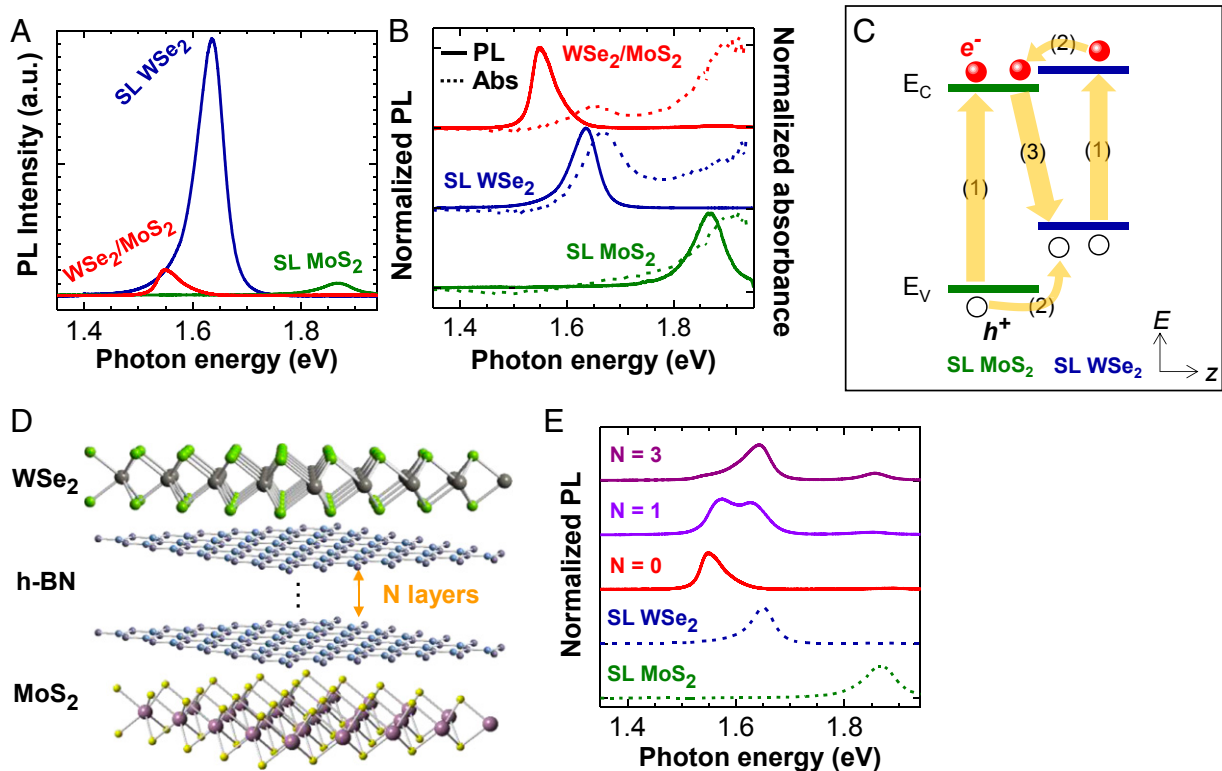 A
PL Intensity (a.u.)
SL WSe2
WSe2/MoS2
SL MoS2
1.4
1.6
1.8
Photon energy (eV)
B
Normalized PL
PL
Abs
WSe2/MoS2
SL WSe2
SL MoS2
Normalized absorbance
1.4
1.6
1.8
Photon energy (eV)
C
e-
(2)
EC
(1)
(3)
(1)
EV
(2)
h+
SL MoS2
SL WSe2
E
z
D
WSe2
h-BN
N layers
⋮
MoS2
E
Normalized PL
N = 3
N = 1
N = 0
SL WSe2
SL MoS2
1.4
1.6
1.8
Photon energy (eV)